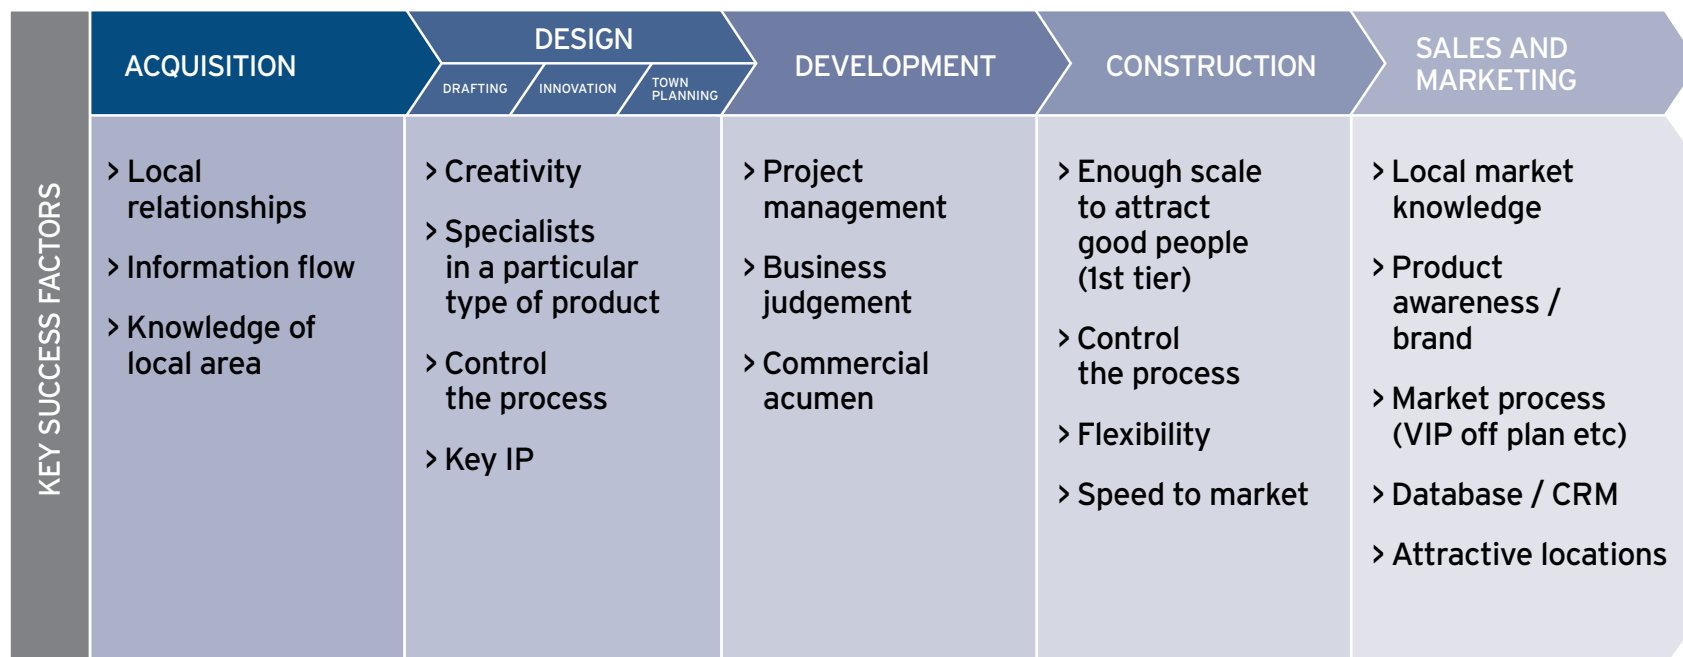 KEY SUCCESS FACTORS
ACQUISITION
DESIGN
DRAFTING
INNOVATION
TOWN
PLANNING
DEVELOPMENT
CONSTRUCTION
SALES AND
MARKETING
> Local
relationships
> Information flow
> Knowledge of
local area
> Creativity
> Specialists
in a particular
type of product
> Control
the process
> Key IP
> Project
management
> Business
judgement
> Commercial
acumen
> Enough scale
to attract
good people
(1st tier)
> Control
the process
> Flexibility
> Speed to market
> Local market
knowledge
> Product
awareness /
brand
> Market process
(VIP off plan etc)
> Database / CRM
> Attractive locations